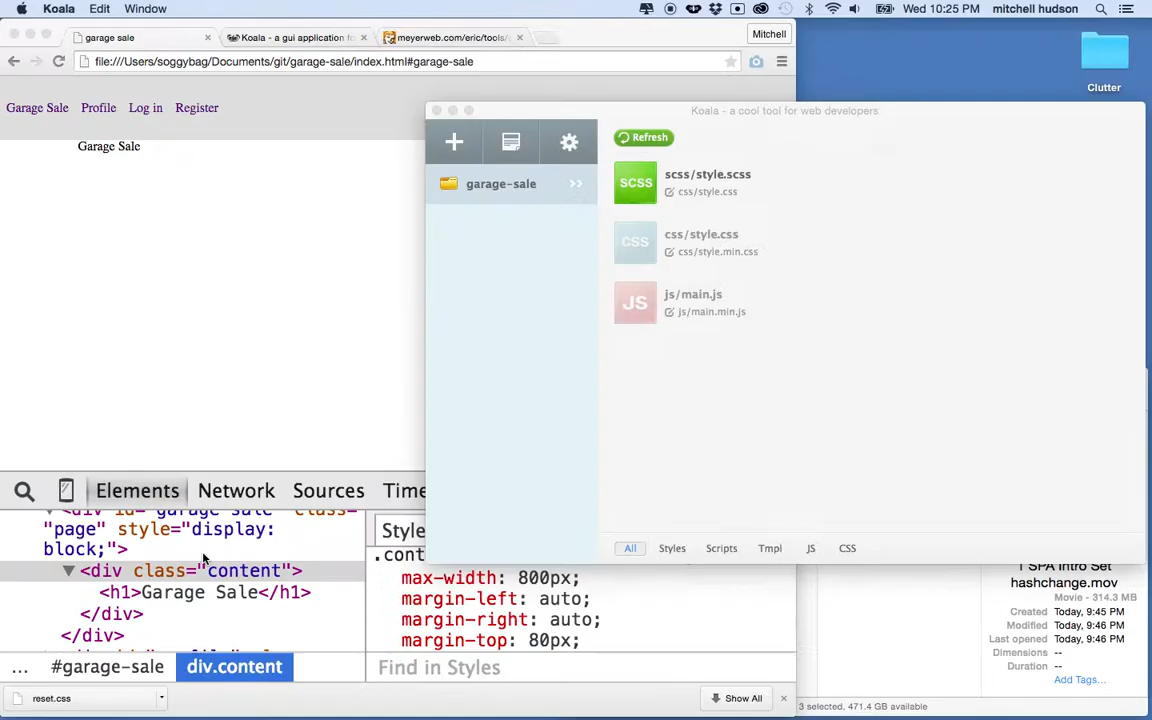 Koala Edit Window
Wed 10:25 PM mitchell hudson
garage sale
Koala - a gui application f
meyerweb.com/eric/tools/
Mitchell
file:///Users/soggybag/Documents/git/garage-sale/index.html#garage-sale
Clutter
Garage Sale Profile Log in Register
Garage Sale
Koala - a cool tool for web developers
Refresh
garage-sale
SCSS
scss/style.scss
css/style.css
CSS
css/style.css
css/style.min.css
JS
js/main.js
js/main.min.js
All Styles Scripts Tmpl JS CSS
Elements Network Sources Time
<div id="garage-sale" class=
"page" style="display:
block;">
<div class="content">
<h1>Garage Sale</h1>
</div>
</div>
... #garage-sale div.content
Style
.cont
max-width: 800px;
margin-left: auto;
margin-right: auto;
margin-top: 80px;
Find in Styles
1 SPA Intro Set
hashchange.mov
Movie - 314.3 MB
Created Today, 9:45 PM
Modified Today, 9:46 PM
Last opened Today, 9:46 PM
Dimensions --
Duration --
Add Tags...
reset.css
Show All
3 selected, 471.4 GB available